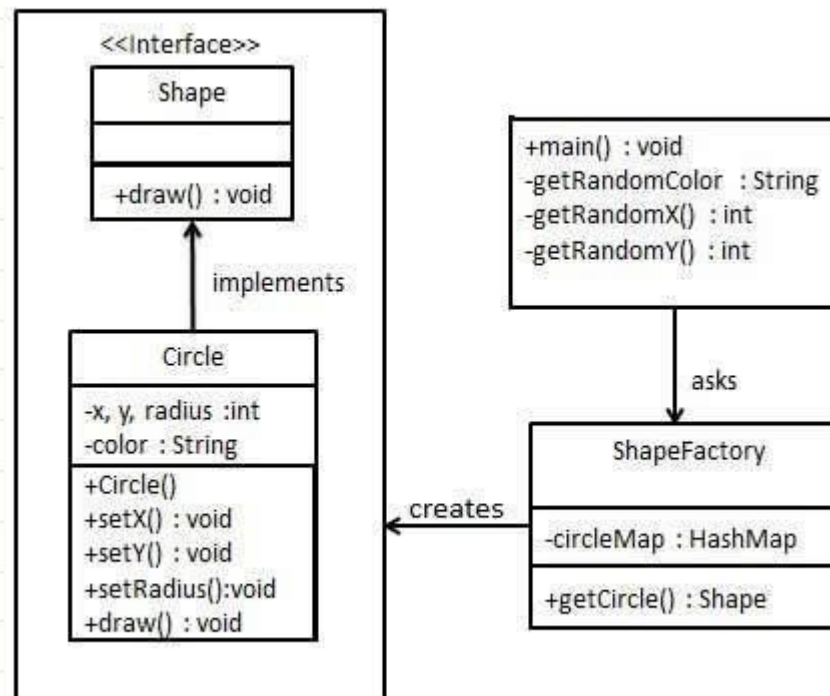 <<Interface>>
Shape
+draw() : void
implements
Circle
-x, y, radius :int
-color : String
+Circle()
+setX() : void
+setY() : void
+setRadius():void
+draw() : void
+main() : void
-getRandomColor : String
-getRandomX() : int
-getRandomY() : int
asks
ShapeFactory
-circleMap : HashMap
+getCircle() : Shape
creates